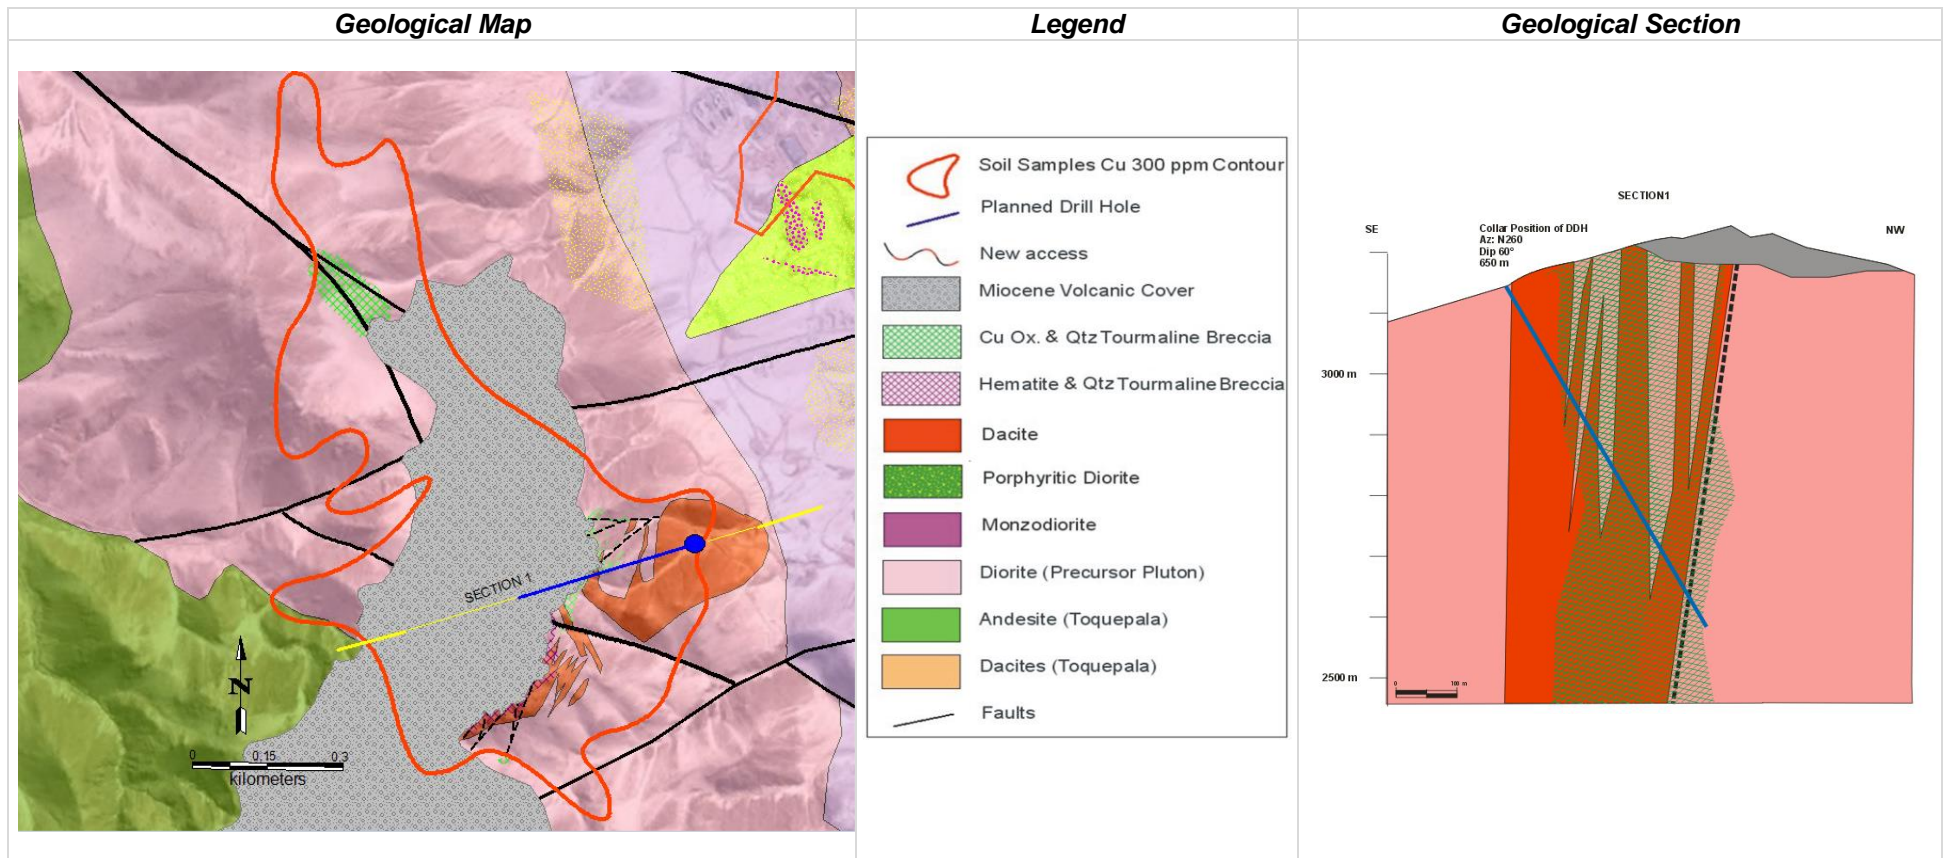 Geological Map
Legend
Geological Section
SECTION 1
N
0 0.15 0.3
kilometers
Soil Samples Cu 300 ppm Contour
Planned Drill Hole
New access
Miocene Volcanic Cover
Cu Ox. & Qtz Tourmaline Breccia
Hematite & Qtz Tourmaline Breccia
Dacite
Porphyritic Diorite
Monzodiorite
Diorite (Precursor Pluton)
Andesite (Toquepala)
Dacites (Toquepala)
Faults
SECTION1
SE
Collar Position of DDH
Az: N260
Dip 60°
650 m
NW
3000 m
2500 m
0 100 m